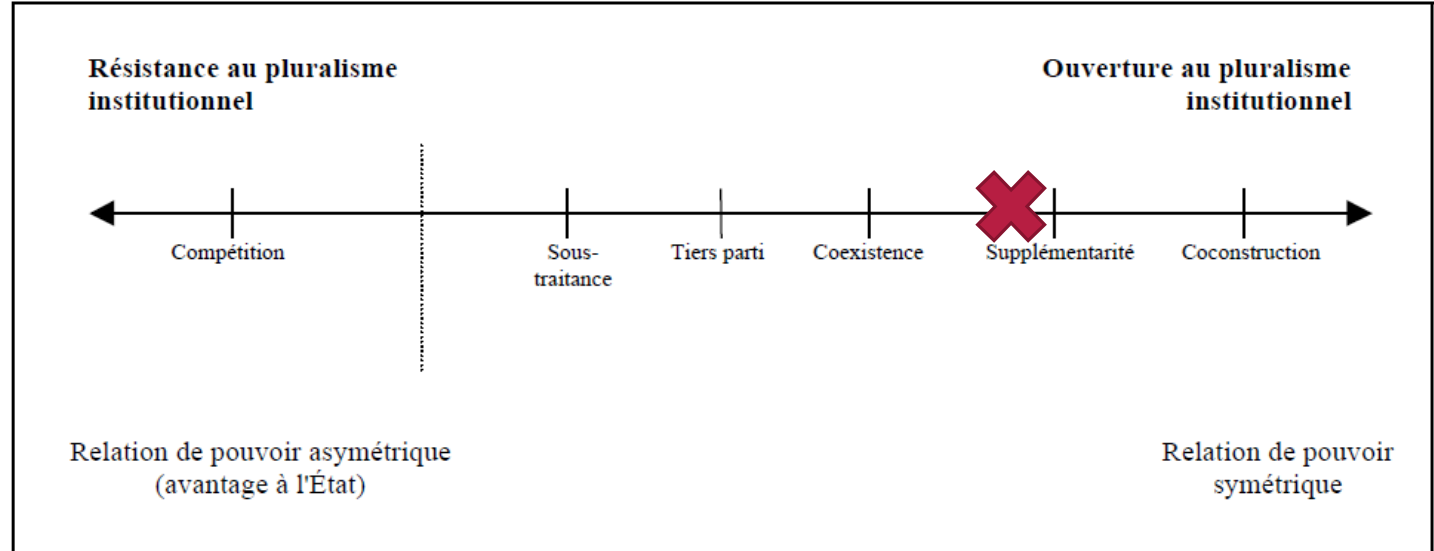 Résistance au pluralisme
institutionnel
Ouverture au pluralisme
institutionnel
Compétition
Sous-
traitance
Tiers parti
Coexistence
Supplémentarité
Coconstruction
Relation de pouvoir asymétrique
(avantage à l'État)
Relation de pouvoir
symétrique